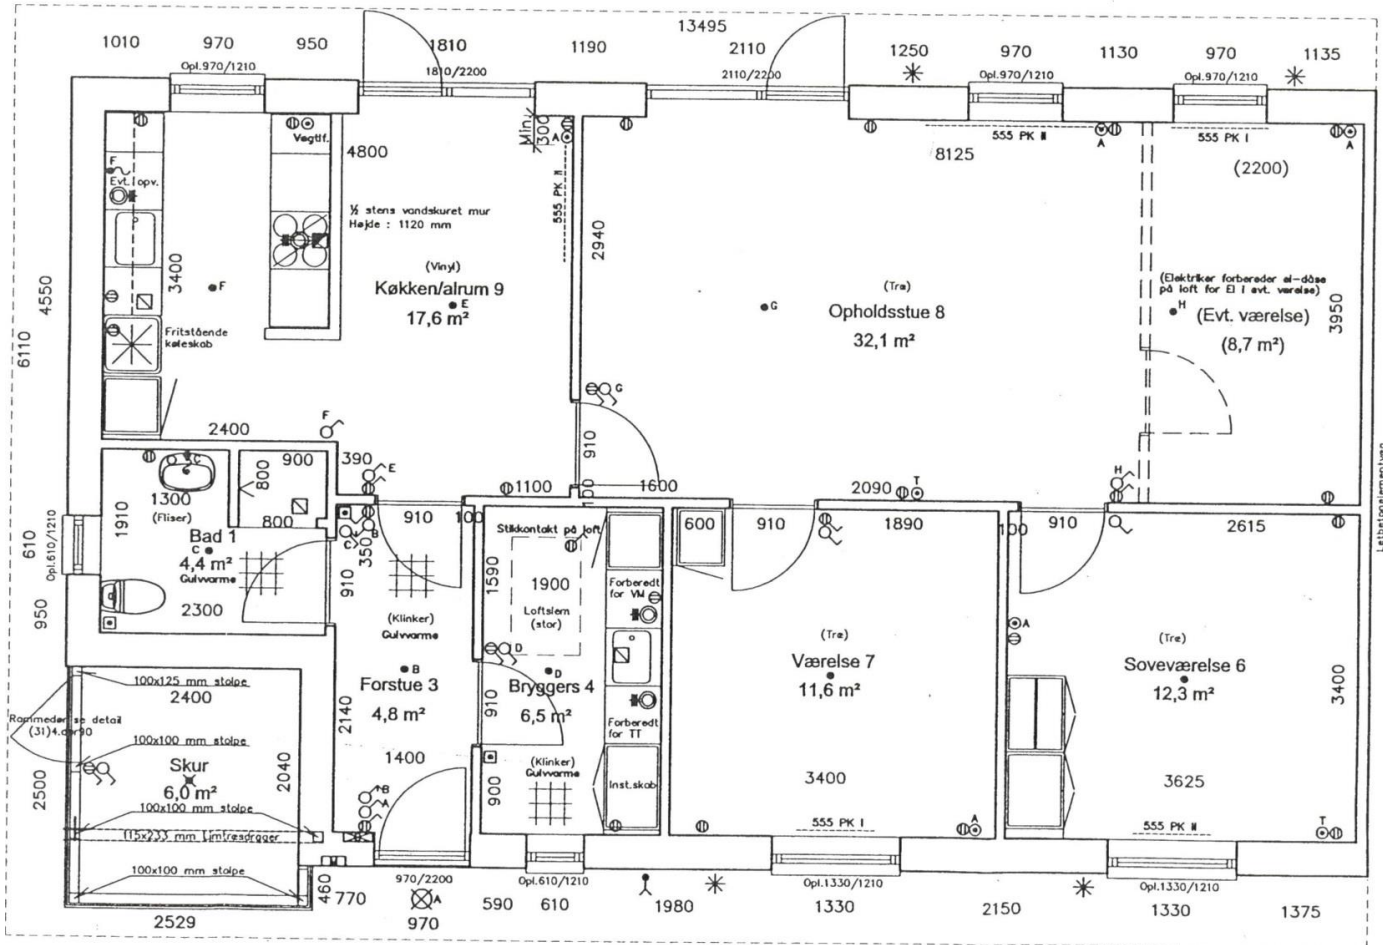 13495
1010 970 950 1810 1190 2110 1250 970 1130 970 1135
Opl.970/1210 1810/2200 2110/2200 Opl.970/1210 Opl.970/1210
Vægtlf.
Min.
300
A
555 PK II
555 PK II
A
555 PK I
A
4800
8125
(2200)
F
Evt. opv.
½ stens vandskuret mur
Højde : 1120 mm
2940
3400
F
(Vinyl)
Køkken/alrum 9
E
17,6 m²
(Træ)
G
Opholdsstue 8
32,1 m²
(Elektriker forbereder el-dåse
på loft for El i evt. værelse)
H
(Evt. værelse)
(8,7 m²)
3950
4550
6110
Fritstående
køleskab
G
F
2400
910
900
800
390
E
1100
1600
2090
T
H
C
1300
(Fliser)
1910
800
910
100
600
910
1890
100
910
2615
Letbetonelementvæg
610
Opl.610/1210
Bad 1
C
4,4 m²
Gulvvarme
2300
C
B
350
910
Stikkontakt på loft
1590
1900
Loftslem
(stor)
Forberedt
for VM
(Klinker)
Gulvvarme
950
D
A
(Træ)
Værelse 7
11,6 m²
(Træ)
Soveværelse 6
12,3 m²
3400
B
Forstue 3
4,8 m²
D
Bryggers 4
6,5 m²
910
2140
Forberedt
for TT
100x125 mm stolpe
2400
Rammedør se detail
(31)4.dør90
100x100 mm stolpe
Skur
6,0 m²
2040
2500
1400
(Klinker)
Gulvvarme
900
Inst.skab
3400
3625
B
A
100x100 mm stolpe
115x233 mm Limtræsdrager
555 PK I
A
555 PK II
T
100x100 mm stolpe
460
970/2200
A
Opl.610/1210
Opl.1330/1210
Opl.1330/1210
2529 770 970 590 610 1980 1330 2150 1330 1375